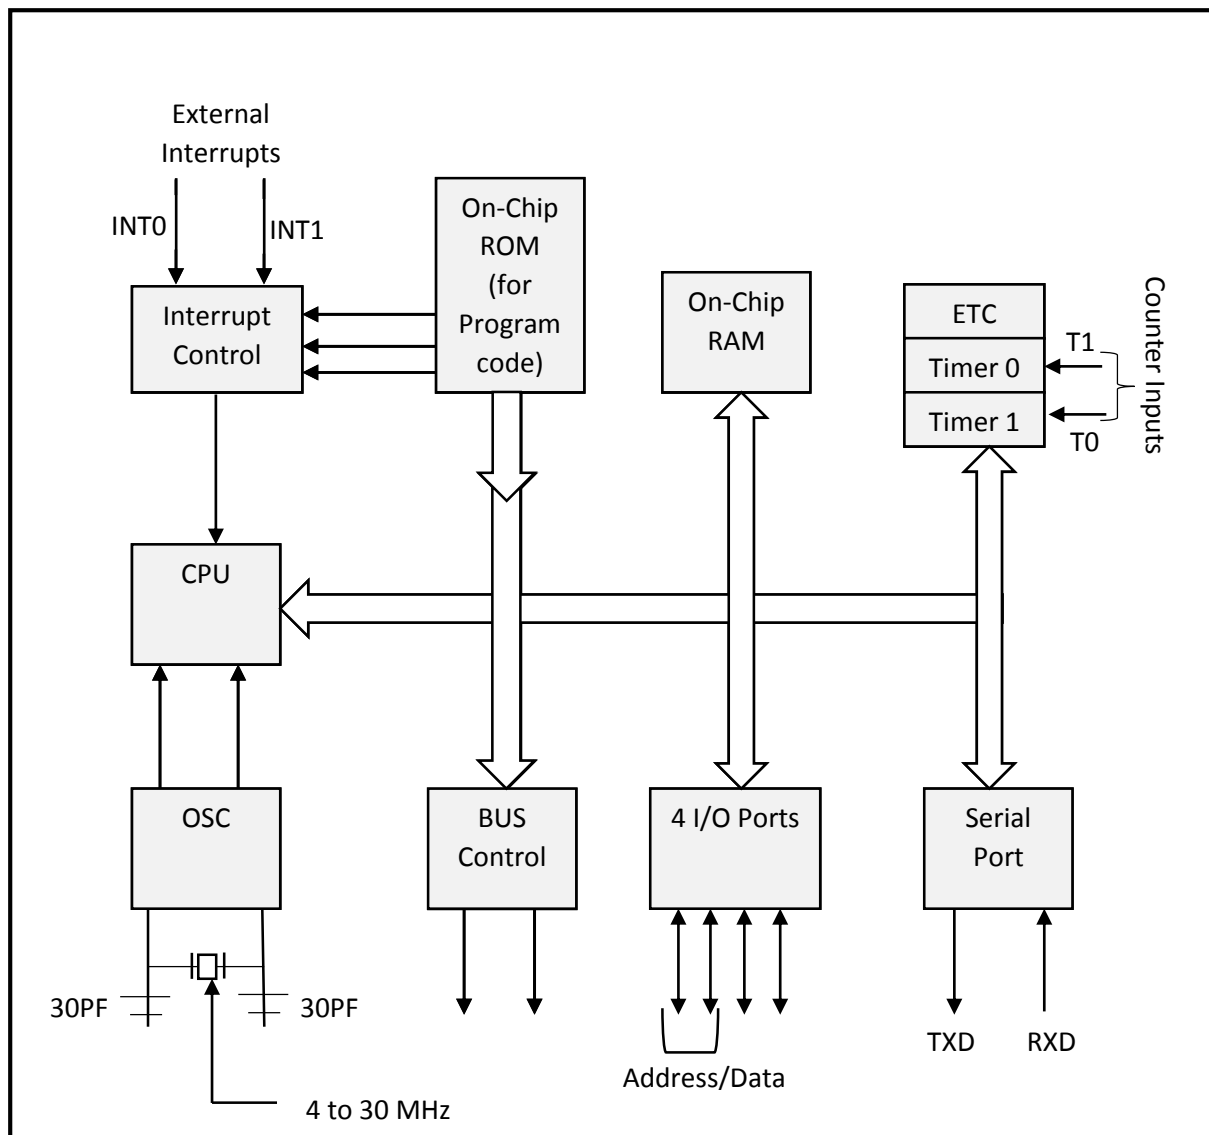 External
Interrupts
INT0
INT1
On-Chip
ROM
(for
Program
code)
Interrupt
Control
On-Chip
RAM
ETC
Timer 0
Timer 1
T1
T0
Counter Inputs
CPU
OSC
BUS
Control
4 I/O Ports
Serial
Port
30PF
30PF
4 to 30 MHz
Address/Data
TXD
RXD